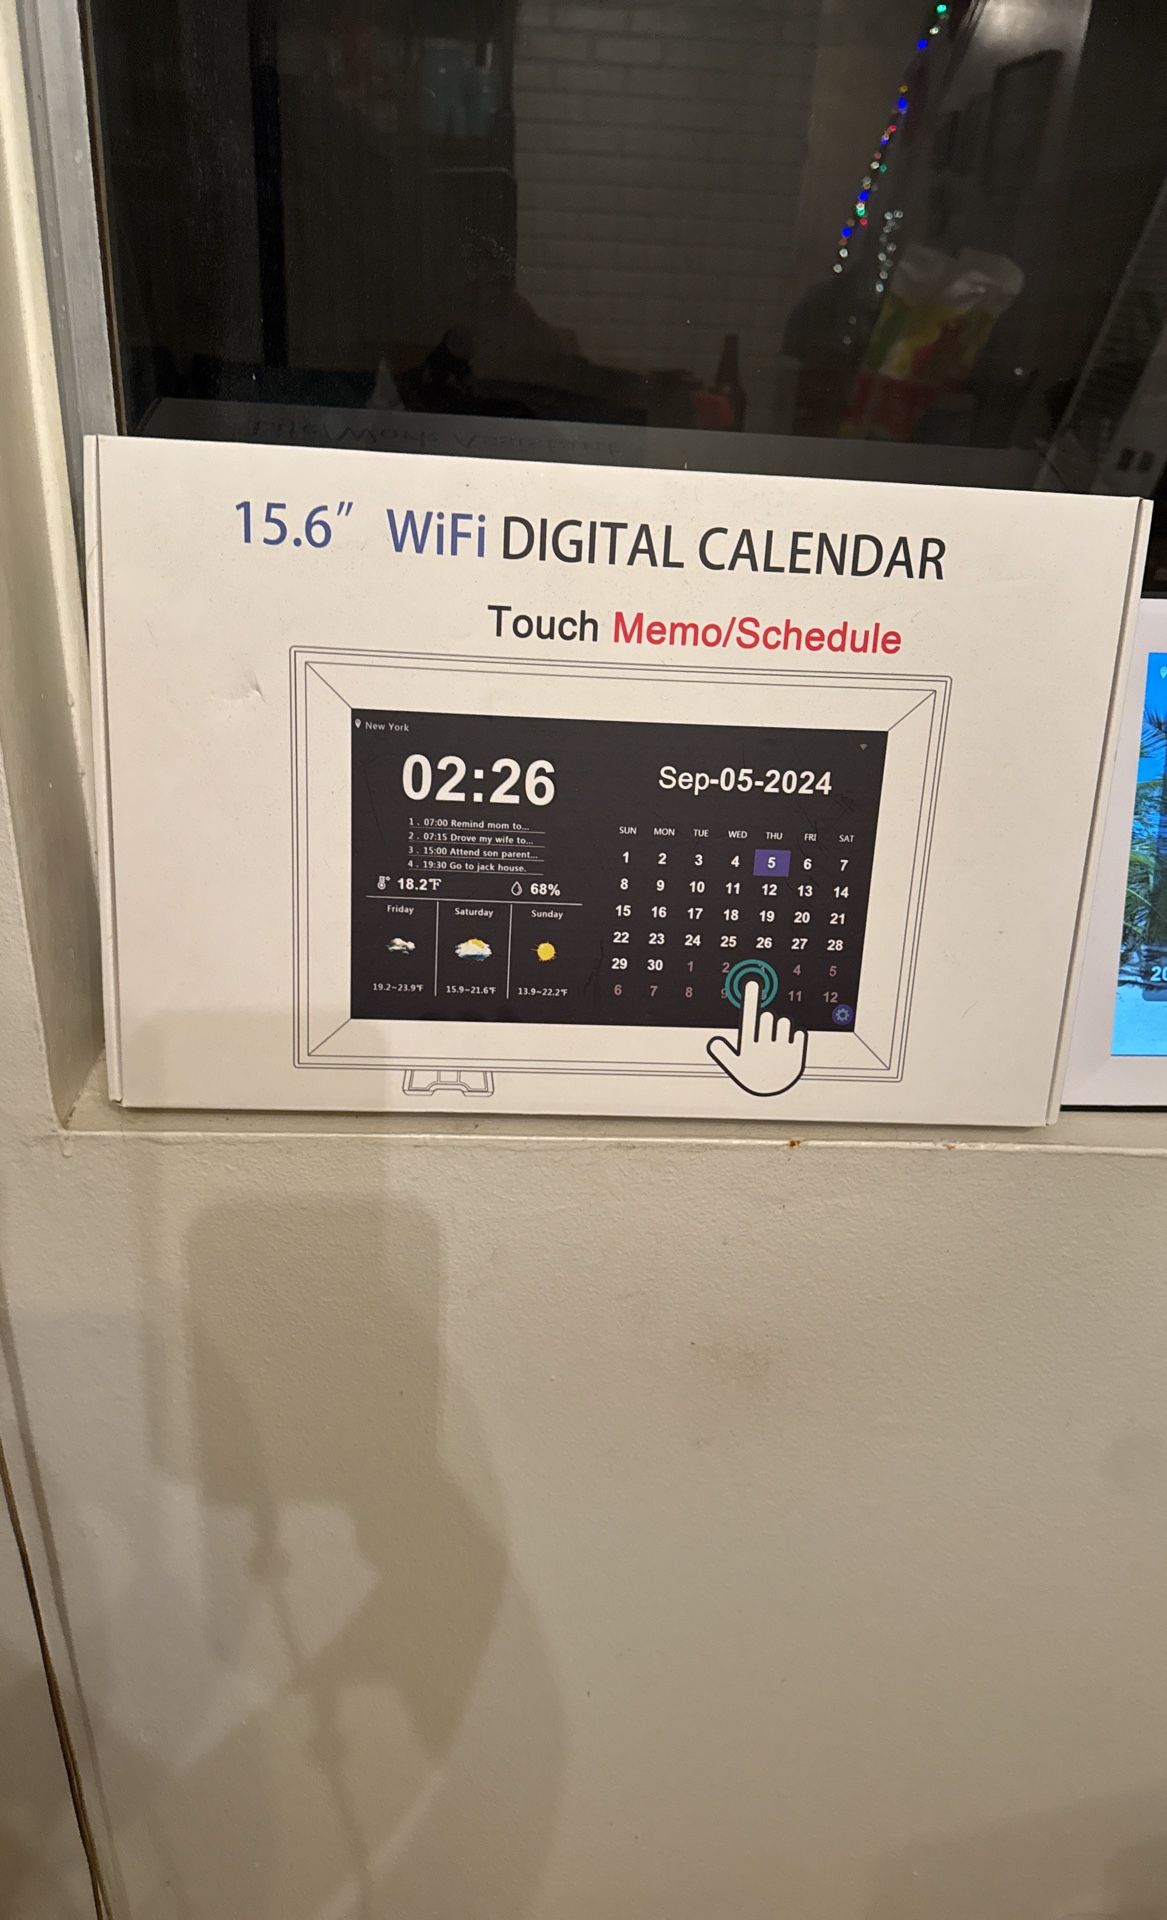 Life/Work Assistant
15.6" WiFi DIGITAL CALENDAR
Touch Memo/Schedule
New York
02:26
1 . 07:00 Remind mom to...
2 . 07:15 Drove my wife to...
3 . 15:00 Attend son parent...
4 . 19:30 Go to jack house.
18.2℉ 68%
Friday Saturday Sunday
19.2~23.9℉ 15.9~21.6℉ 13.9~22.2℉
Sep-05-2024
SUN MON TUE WED THU FRI SAT
1 2 3 4 5 6 7
8 9 10 11 12 13 14
15 16 17 18 19 20 21
22 23 24 25 26 27 28
29 30 1 2 3 4 5
6 7 8 9 11 12
20